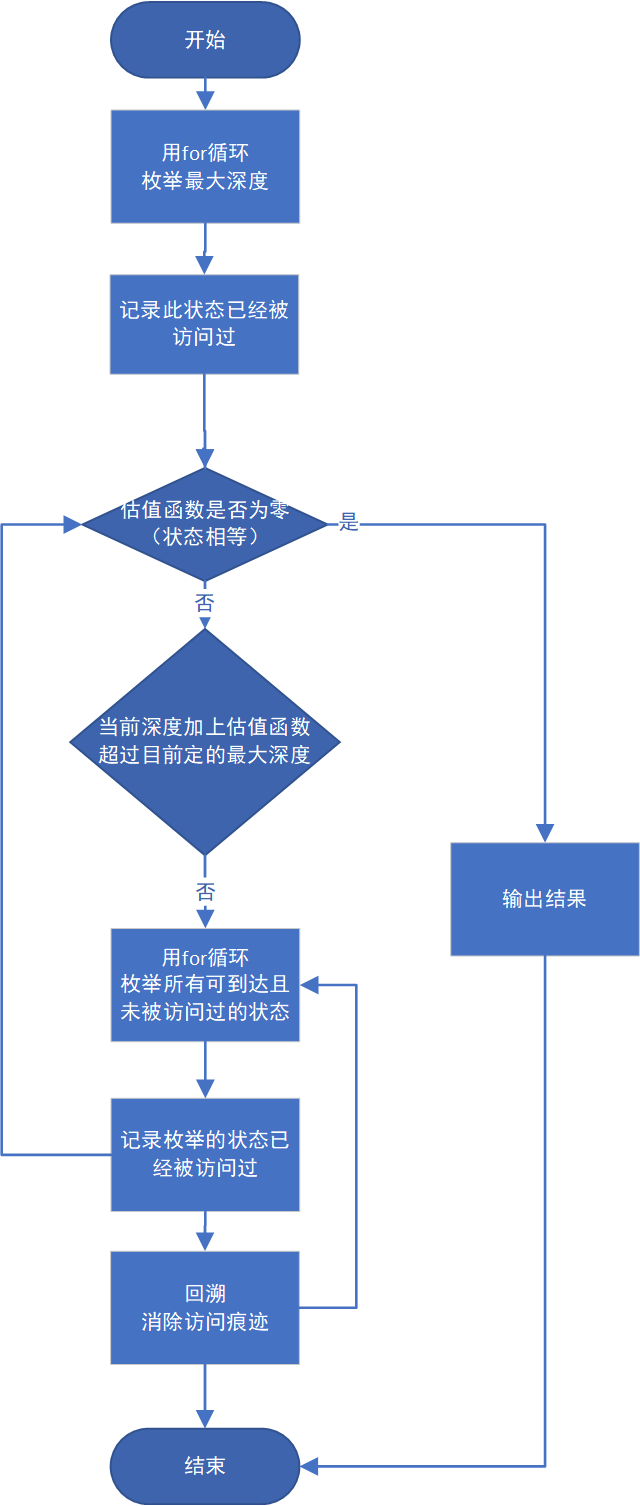 开始
用for循环
枚举最大深度
记录此状态已经被
访问过
估值函数是否为零
（状态相等）
是
否
当前深度加上估值函数
超过目前定的最大深度
否
输出结果
用for循环
枚举所有可到达且
未被访问过的状态
记录枚举的状态已
经被访问过
回溯
消除访问痕迹
结束